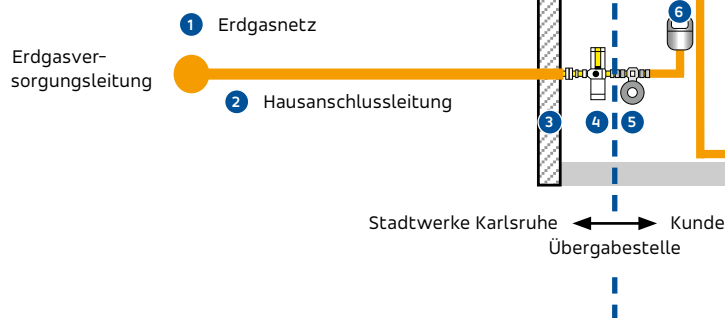 1 Erdgasnetz
6
Erdgasver-
sorgungsleitung
2 Hausanschlussleitung
3
4 5
Stadtwerke Karlsruhe
Kunde
Übergabestelle